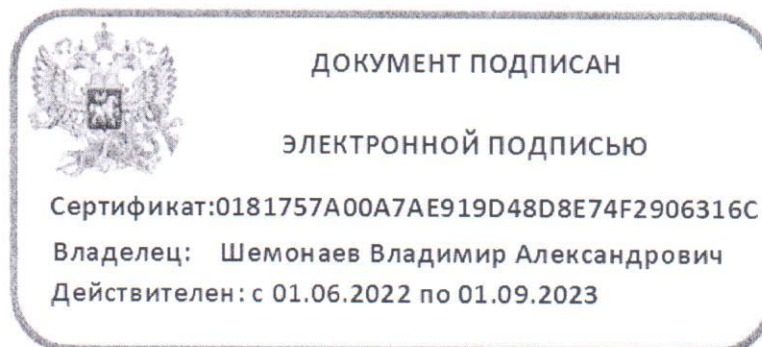 ДОКУМЕНТ ПОДПИСАН
ЭЛЕКТРОННОЙ ПОДПИСЬЮ
Сертификат:0181757A00A7AE919D48D8E74F2906316C
Владелец: Шемонаев Владимир Александрович
Действителен: с 01.06.2022 по 01.09.2023